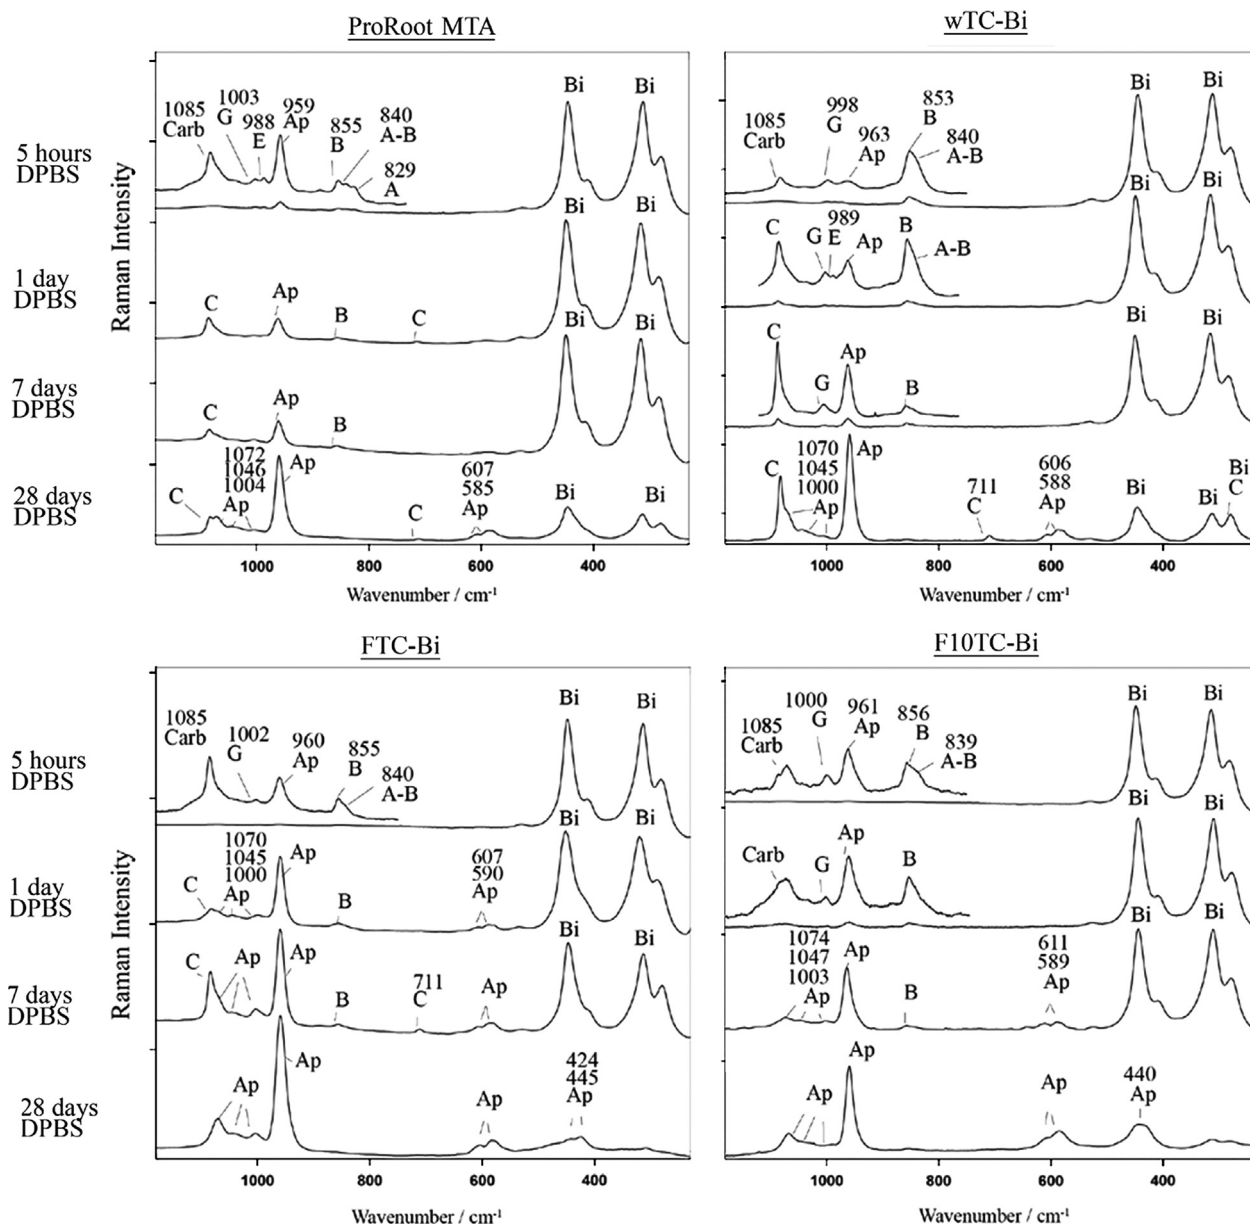 ProRoot MTA
Raman Intensity
5 hours
DPBS
1 day
DPBS
7 days
DPBS
28 days
DPBS
1085
Carb
1003
G
988
E
959
Ap
855
B
840
A-B
829
A
Bi
Bi
C
Ap
B
C
Bi
Bi
C
Ap
B
Bi
Bi
C
1072
1046
1004
Ap
Ap
C
607
585
Ap
Bi
Bi
1000
800
600
400
Wavenumber / cm⁻¹
wTC-Bi
1085
Carb
998
G
963
Ap
853
B
840
A-B
Bi
Bi
C
G
989
E
Ap
B
A-B
Bi
Bi
C
G
Ap
B
Bi
Bi
C
1070
1045
1000
Ap
Ap
711
C
606
588
Ap
Bi
Bi
Bi
C
1000
800
600
400
Wavenumber / cm⁻¹
FTC-Bi
Raman Intensity
5 hours
DPBS
1 day
DPBS
7 days
DPBS
28 days
DPBS
1085
Carb
1002
G
960
Ap
855
B
840
A-B
Bi
Bi
C
1070
1045
1000
Ap
Ap
B
607
590
Ap
Bi
Bi
C
Ap
Ap
B
711
C
Ap
Bi
Bi
Ap
Ap
Ap
424
445
Ap
1000
800
600
400
Wavenumber / cm⁻¹
F10TC-Bi
1085
Carb
1000
G
961
Ap
856
B
839
A-B
Bi
Bi
Carb
G
Ap
B
Bi
Bi
1074
1047
1003
Ap
Ap
B
611
589
Ap
Bi
Bi
Ap
Ap
Ap
440
Ap
1000
800
600
400
Wavenumber / cm⁻¹